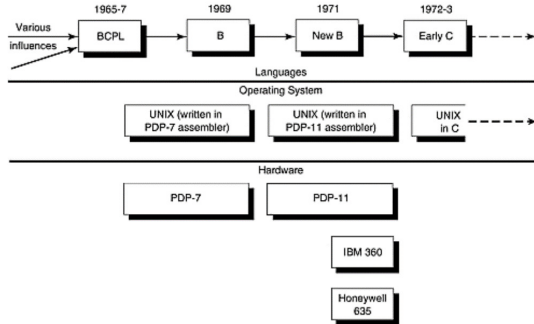 1965-7 1969 1971 1972-3
Various
influences
BCPL B New B Early C
Languages
Operating System
UNIX (written in
PDP-7 assembler)
UNIX (written in
PDP-11 assembler)
UNIX
in C
Hardware
PDP-7 PDP-11
IBM 360
Honeywell
635